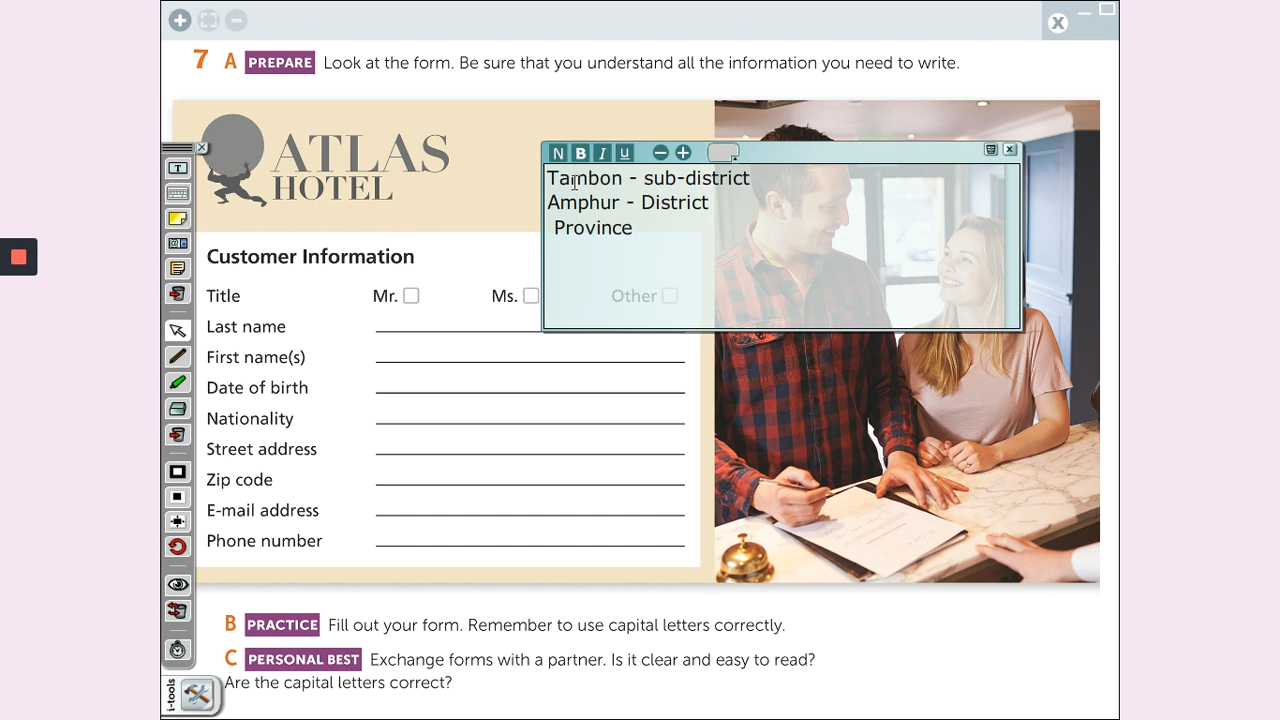 7 A PREPARE Look at the form. Be sure that you understand all the information you need to write.
ATLAS
HOTEL
N B I U
Tambon - sub-district
Amphur - District
Province
Customer Information
Title Mr. Ms. Other
Last name
First name(s)
Date of birth
Nationality
Street address
Zip code
E-mail address
Phone number
B PRACTICE Fill out your form. Remember to use capital letters correctly.
C PERSONAL BEST Exchange forms with a partner. Is it clear and easy to read?
Are the capital letters correct?
i-tools